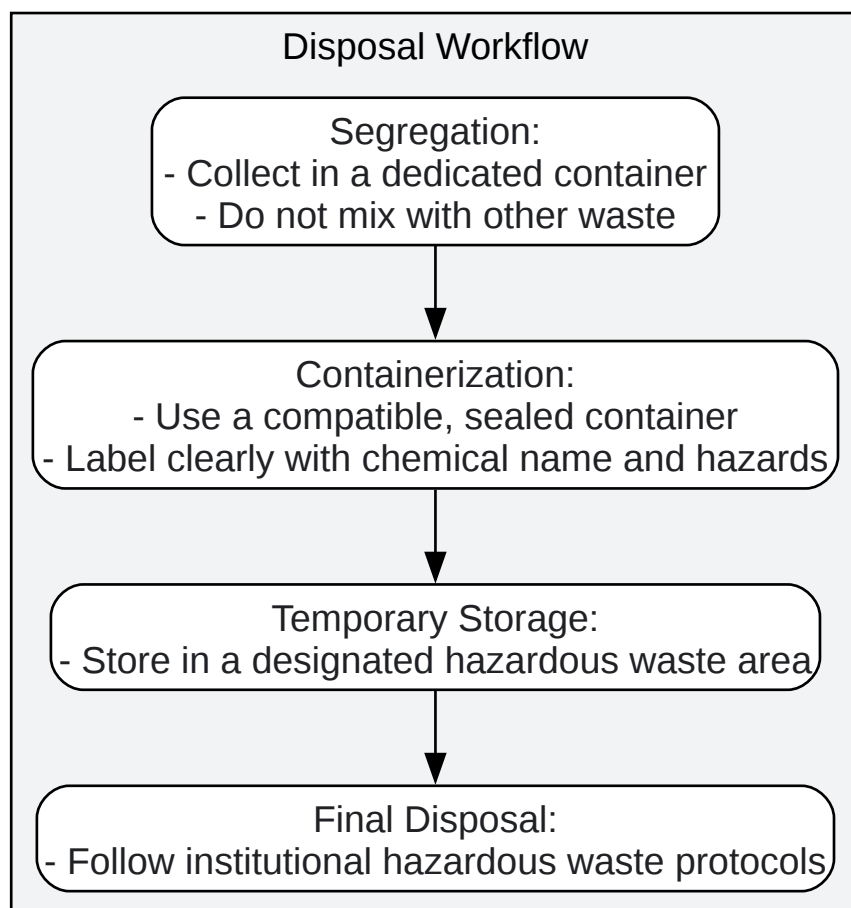 Disposal Workflow
Segregation:
- Collect in a dedicated container
- Do not mix with other waste
Containerization:
- Use a compatible, sealed container
- Label clearly with chemical name and hazards
Temporary Storage:
- Store in a designated hazardous waste area
Final Disposal:
- Follow institutional hazardous waste protocols